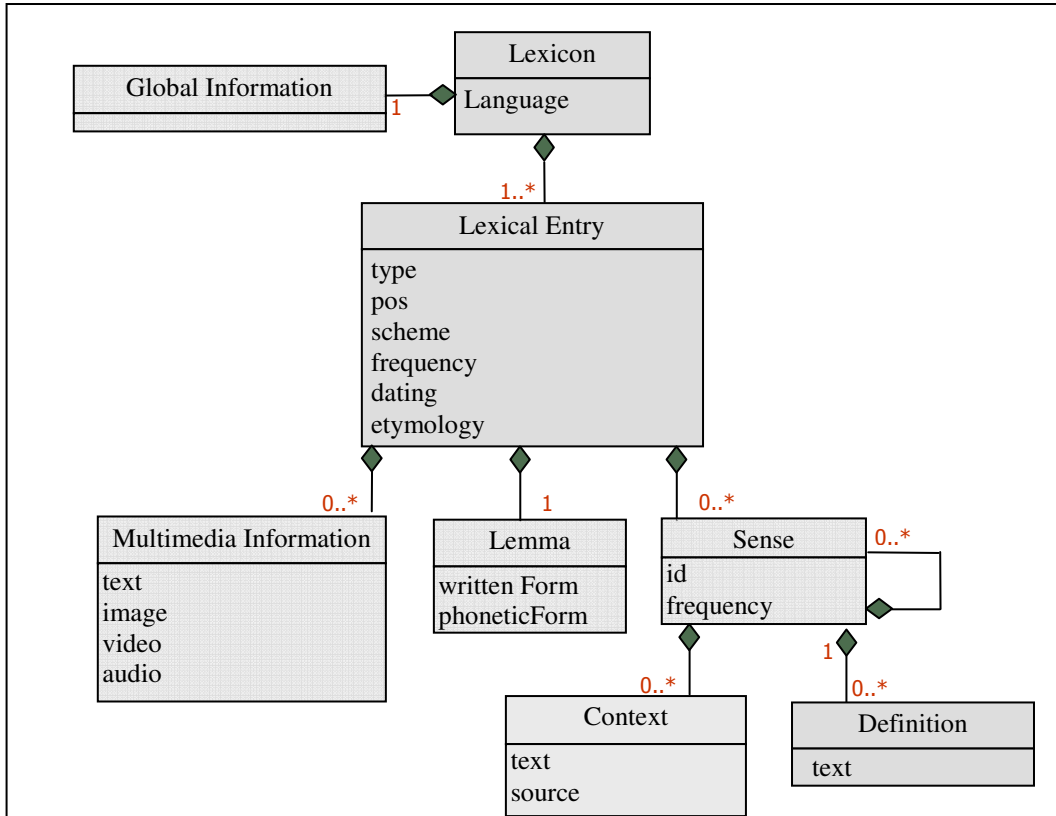 Lexicon
Global Information
Language
1
1..*
Lexical Entry
type
pos
scheme
frequency
dating
etymology
0..*
1
0..*
Multimedia Information
text
image
video
audio
Lemma
written Form
phoneticForm
Sense
0..*
id
frequency
1
0..*
0..*
Context
text
source
Definition
text